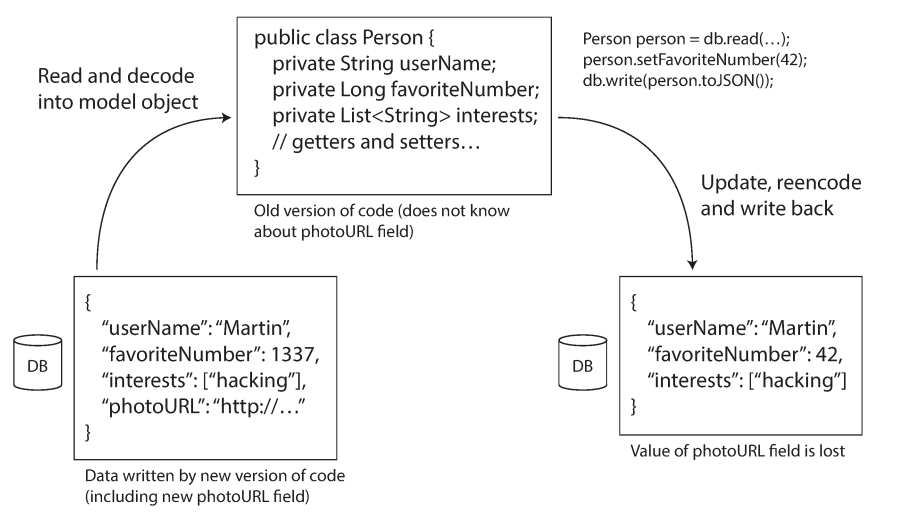 Read and decode
into model object
public class Person {
private String userName;
private Long favoriteNumber;
private List<String> interests;
// getters and setters…
}
Old version of code (does not know
about photoURL field)
Person person = db.read(…);
person.setFavoriteNumber(42);
db.write(person.toJSON());
Update, reencode
and write back
DB
{
“userName”: “Martin”,
“favoriteNumber”: 1337,
“interests”: [“hacking”],
“photoURL”: “http://…”
}
Data written by new version of code
(including new photoURL field)
DB
{
“userName”: “Martin”,
“favoriteNumber”: 42,
“interests”: [“hacking”]
}
Value of photoURL field is lost